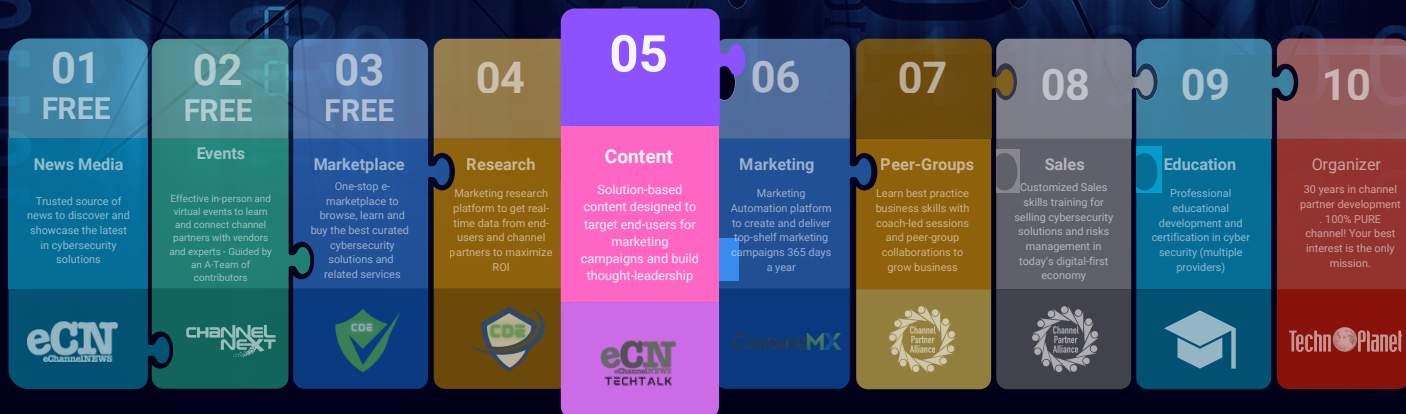 01
FREE
News Media
Trusted source of
news to discover and
showcase the latest
in cybersecurity
solutions
eCN
eChannelNEWS
02
FREE
Events
Effective in-person and
virtual events to learn
and connect channel
partners with vendors
and experts - Guided by
an A-Team of
contributors
CHANNEL
NEXT
03
FREE
Marketplace
One-stop e-
marketplace to
browse, learn and
buy the best curated
cybersecurity
solutions and
related services
CDE
04
Research
Marketing research
platform to get real-
time data from end-
users and channel
partners to maximize
ROI
CDE
05
Content
Solution-based
content designed to
target end-users for
marketing
campaigns and build
thought-leadership
eCN
eChannelNEWS
TECHTALK
06
Marketing
Marketing
Automation platform
to create and deliver
top-shelf marketing
campaigns 365 days
a year
ContentMX
07
Peer-Groups
Learn best practice
business skills with
coach-led sessions
and peer-group
collaborations to
grow business
Channel
Partner
Alliance
08
Sales
Customized Sales
skills training for
selling cybersecurity
solutions and risks
management in
today's digital-first
economy
Channel
Partner
Alliance
09
Education
Professional
educational
development and
certification in cyber
security (multiple
providers)
10
Organizer
30 years in channel
partner development
. 100% PURE
channel! Your best
interest is the only
mission.
TechnoPlanet